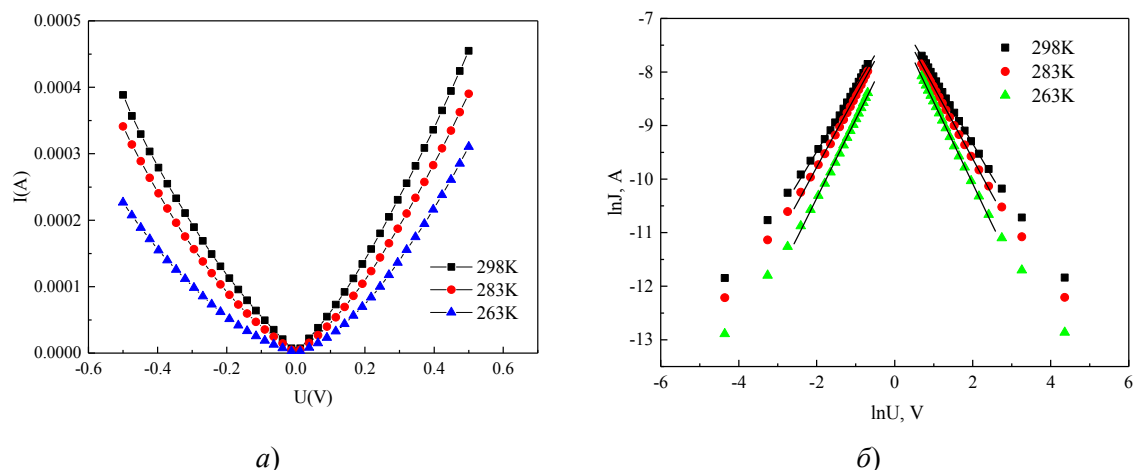 0.0005
0.0004
0.0003
0.0002
0.0001
0.0000
I(A)
298K
283K
263K
-0.6 -0.4 -0.2 0.0 0.2 0.4 0.6
U(V)
а)
-7
-8
-9
-10
-11
-12
-13
lnJ, A
298K
283K
263K
-6 -4 -2 0 2 4 6
lnU, V
б)